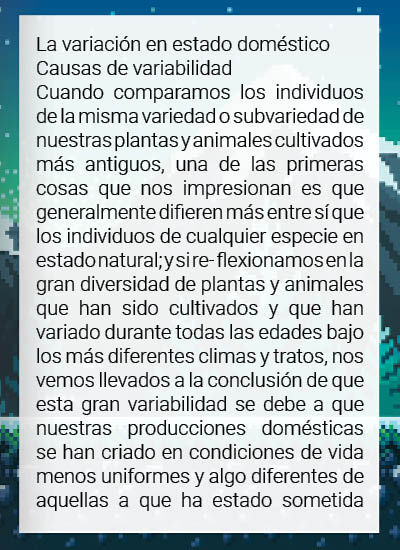 La variación en estado doméstico
Causas de variabilidad
Cuando comparamos los individuos
de la misma variedad o subvariedad de
nuestras plantas y animales cultivados
más antiguos, una de las primeras
cosas que nos impresionan es que
generalmente difieren más entre sí que
los individuos de cualquier especie en
estado natural; y si re- flexionamos en la
gran diversidad de plantas y animales
que han sido cultivados y que han
variado durante todas las edades bajo
los más diferentes climas y tratos, nos
vemos llevados a la conclusión de que
esta gran variabilidad se debe a que
nuestras producciones domésticas
se han criado en condiciones de vida
menos uniformes y algo diferentes de
aquellas a que ha estado sometida